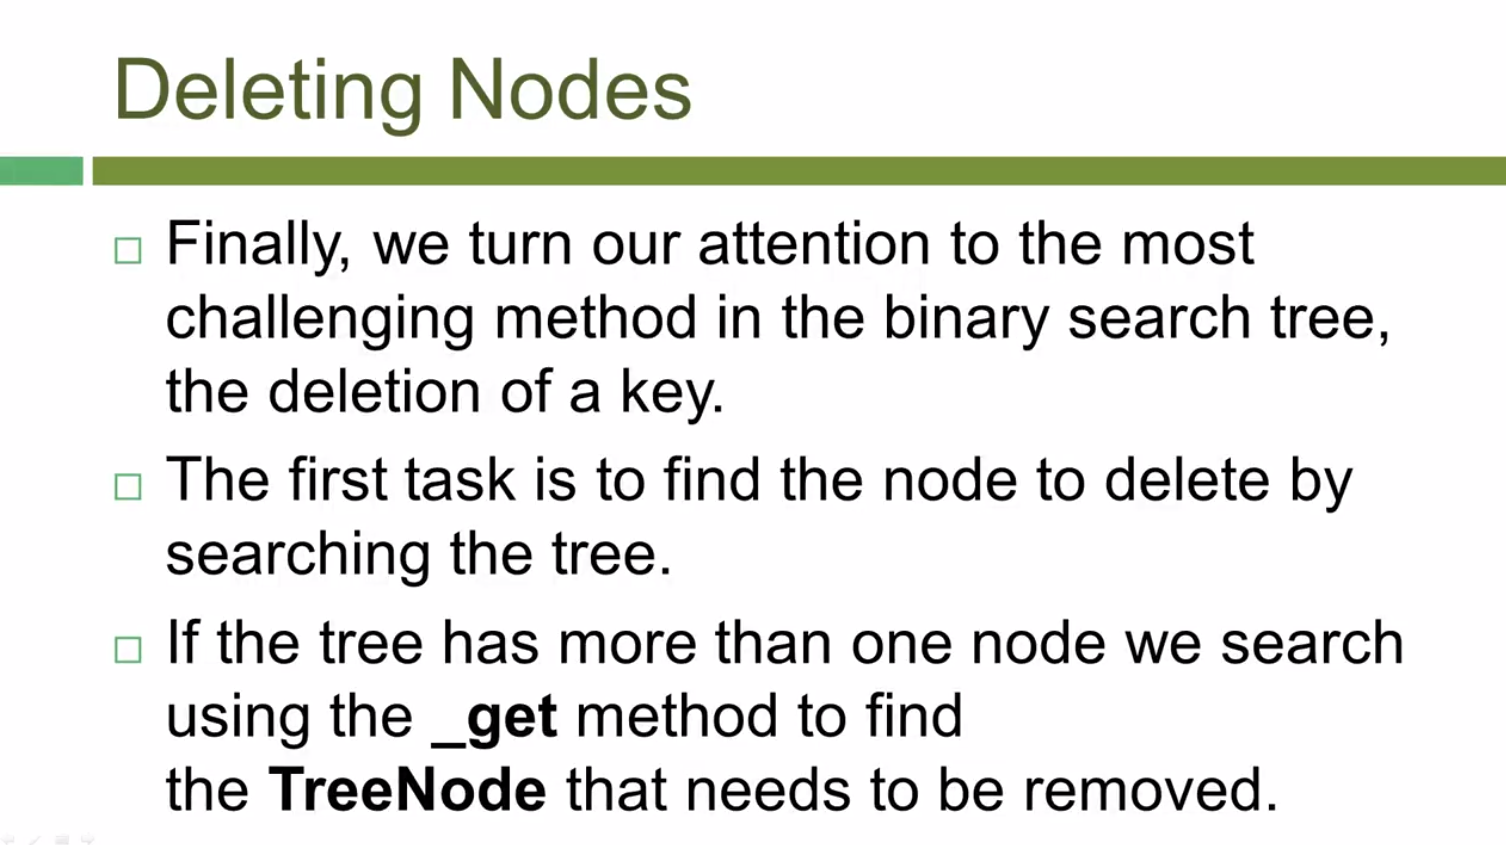 Deleting Nodes
Finally, we turn our attention to the most
challenging method in the binary search tree,
the deletion of a key.
The first task is to find the node to delete by
searching the tree.
If the tree has more than one node we search
using the _get method to find
the TreeNode that needs to be removed.